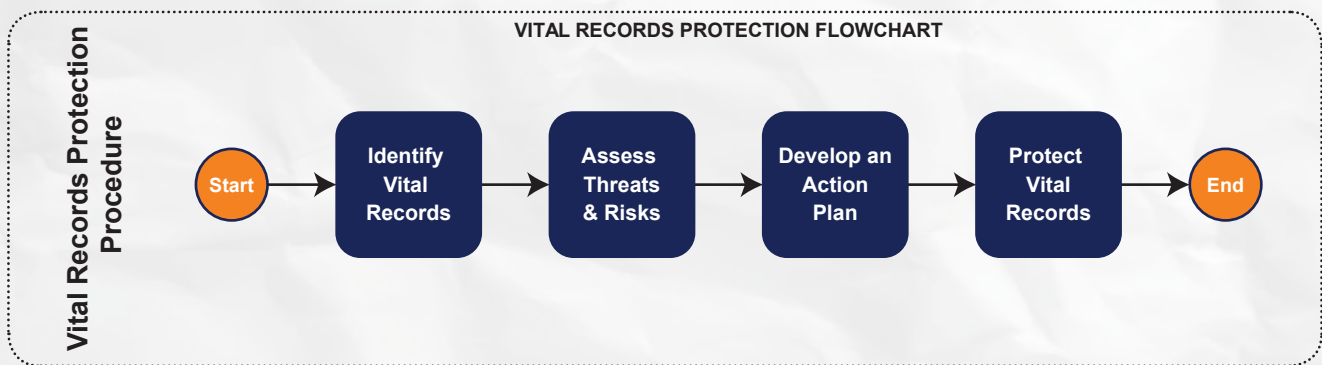 VITAL RECORDS PROTECTION FLOWCHART
Vital Records Protection
Procedure
Start
Identify
Vital
Records
Assess
Threats
& Risks
Develop an
Action
Plan
Protect
Vital
Records
End